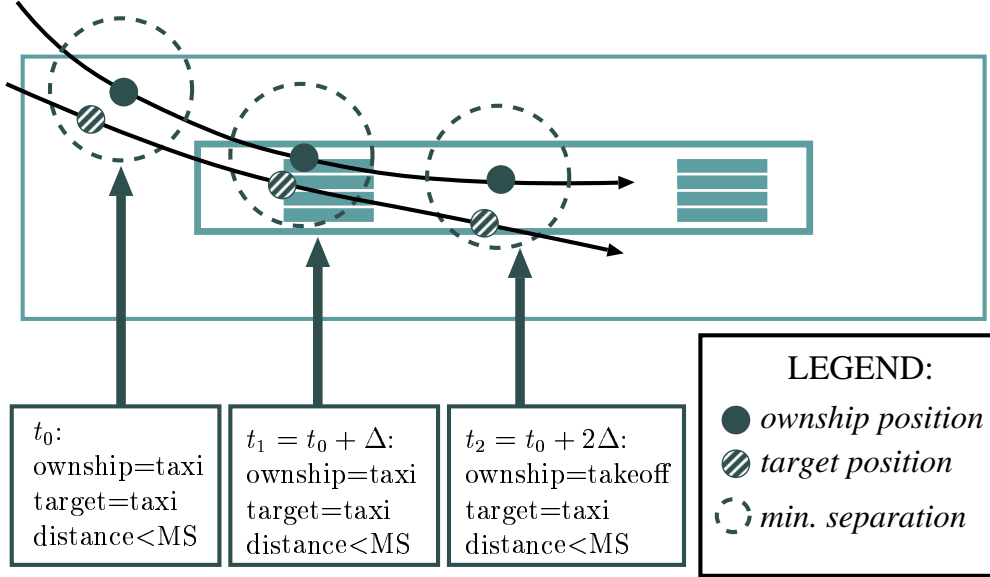 t₀:
ownship=taxi
target=taxi
distance<MS
t₁ = t₀ + Δ:
ownship=taxi
target=taxi
distance<MS
t₂ = t₀ + 2Δ:
ownship=takeoff
target=taxi
distance<MS
LEGEND:
ownship position
target position
min. separation